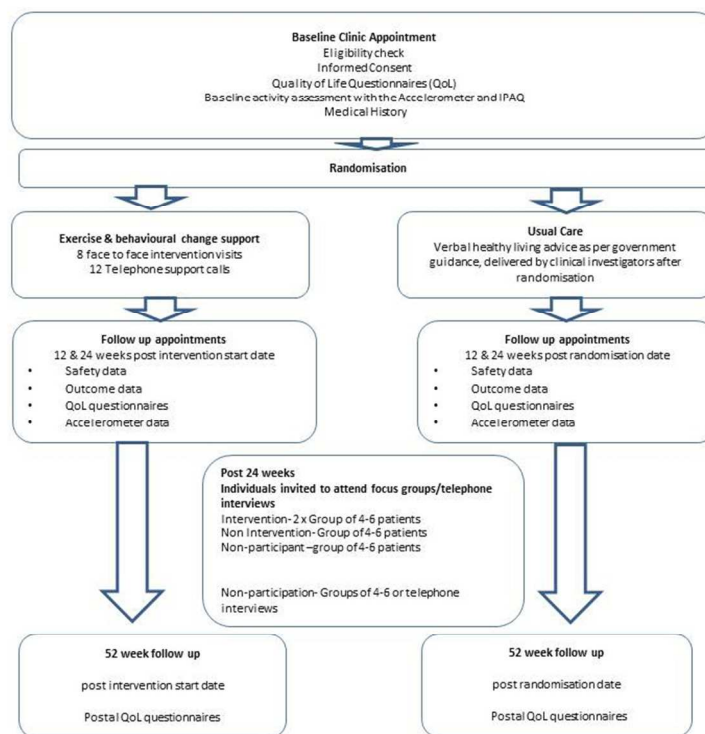 Baseline Clinic Appointment
Eligibility check
Informed Consent
Quality of Life Questionnaires (QoL)
Baseline activity assessment with the Accelerometer and IPAQ
Medical History
Randomisation
Exercise & behavioural change support
8 face to face intervention visits
12 Telephone support calls
Usual Care
Verbal healthy living advice as per government
guidance, delivered by clinical investigators after
randomisation
Follow up appointments
12 & 24 weeks post intervention start date
• Safety data
• Outcome data
• QoL questionnaires
• Accelerometer data
Follow up appointments
12 & 24 weeks post randomisation date
• Safety data
• Outcome data
• QoL questionnaires
• Accelerometer data
Post 24 weeks
Individuals invited to attend focus groups/telephone
interviews
Intervention- 2 x Group of 4-6 patients
Non Intervention- Group of 4-6 patients
Non-participant –group of 4-6 patients
Non-participation- Groups of 4-6 or telephone
interviews
52 week follow up
post intervention start date
Postal QoL questionnaires
52 week follow up
post randomisation date
Postal QoL questionnaires